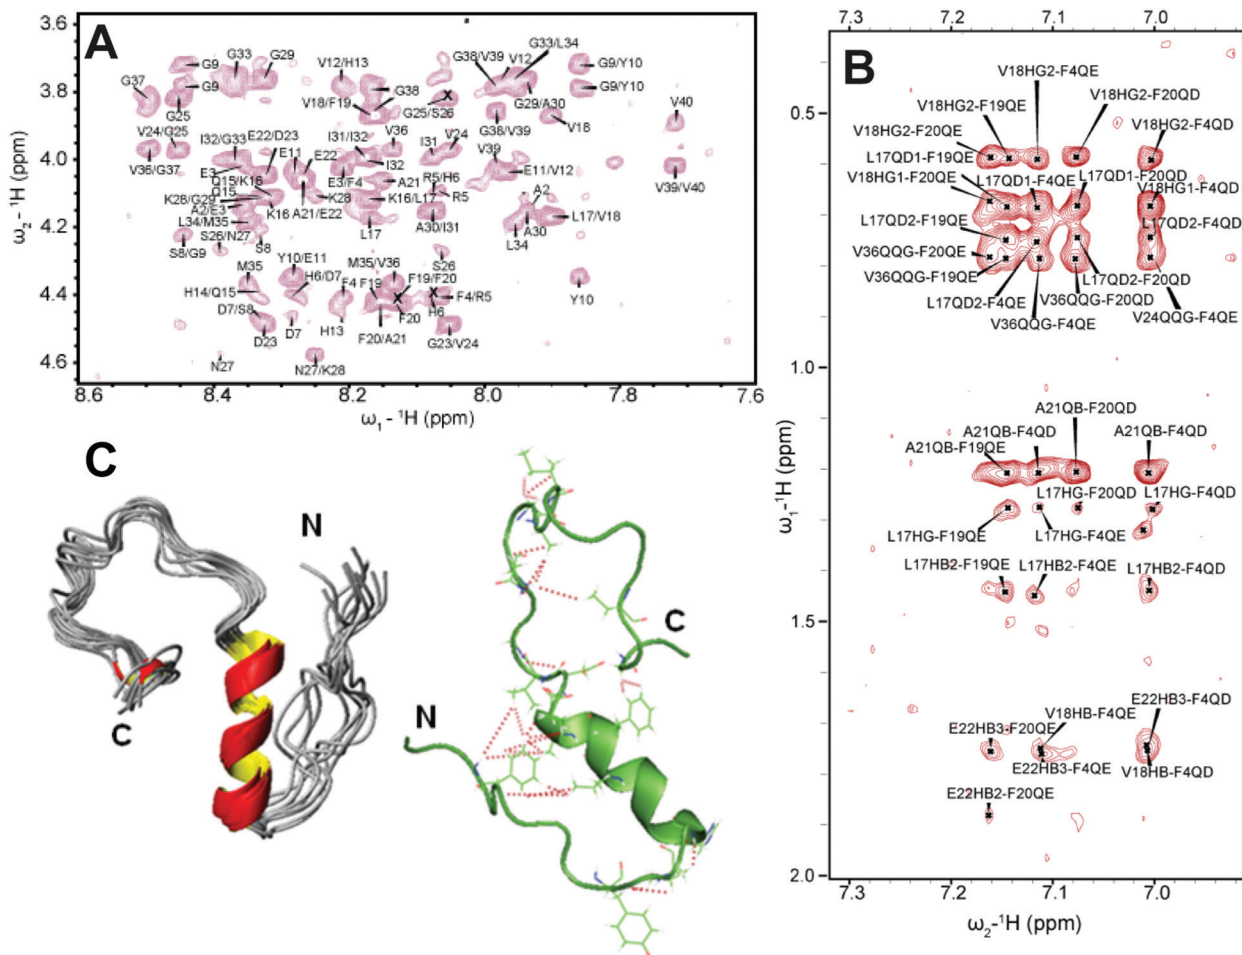 A
3.6
3.8
4.0
4.2
4.4
4.6
ω2 - 1H (ppm)
8.6
8.4
8.2
8.0
7.8
7.6
ω1 - 1H (ppm)
G37
G9
G9
G25
G33
G29
V12/H13
V18/F19
G38
G25/S26
G38/V39
V12
G33/L34
G29/A30
G38/V39
V18
G9/Y10
G9/Y10
V40
V24/G25
V36/G37
I32/G33
E22/D23
E3
E11
E22
I31/I32
V36
I32
E3/F4
I31
V24
V39
E11/V12
V39/V40
Q15/K16
Q15
K28/G29
A2/E3
L34/M35
K16
A21/E22
K28
A21
K16/L17
R5/H6
R5
A2
L17
A30/I31
L34
A30
L17/V18
S8/G9
S26/N27
S8
M35
Y10/E11
H6/D7
M35/V36
S26
F19/F20
H14/Q15
F4
F19
F4/R5
F20
H6
Y10
D7/S8
D23
D7
H13
F20/A21
G23/V24
N27
N27/K28
B
7.3
7.2
7.1
7.0
0.5
1.0
1.5
2.0
ω1-1H (ppm)
7.3
7.2
7.1
7.0
ω2-1H (ppm)
V18HG2-F4QE
V18HG2-F19QE
V18HG2-F20QD
V18HG2-F20QE
V18HG2-F4QD
L17QD1-F19QE
L17QD1-F4QE
L17QD1-F20QD
V18HG1-F20QE
V18HG1-F4QD
L17QD2-F19QE
L17QD2-F4QD
V36QQG-F20QE
V36QQG-F19QE
L17QD2-F20QD
L17QD2-F4QE
V36QQG-F20QD
V36QQG-F4QE
V24QQG-F4QE
A21QB-F20QD
A21QB-F4QD
A21QB-F19QE
A21QB-F4QD
L17HG-F20QD
L17HG-F4QD
L17HG-F19QE
L17HG-F4QE
L17HB2-F19QE
L17HB2-F4QE
L17HB2-F4QD
E22HB3-F4QD
V18HB-F4QE
E22HB3-F20QE
E22HB3-F4QE
V18HB-F4QD
E22HB2-F20QE
C
N
C
N
C